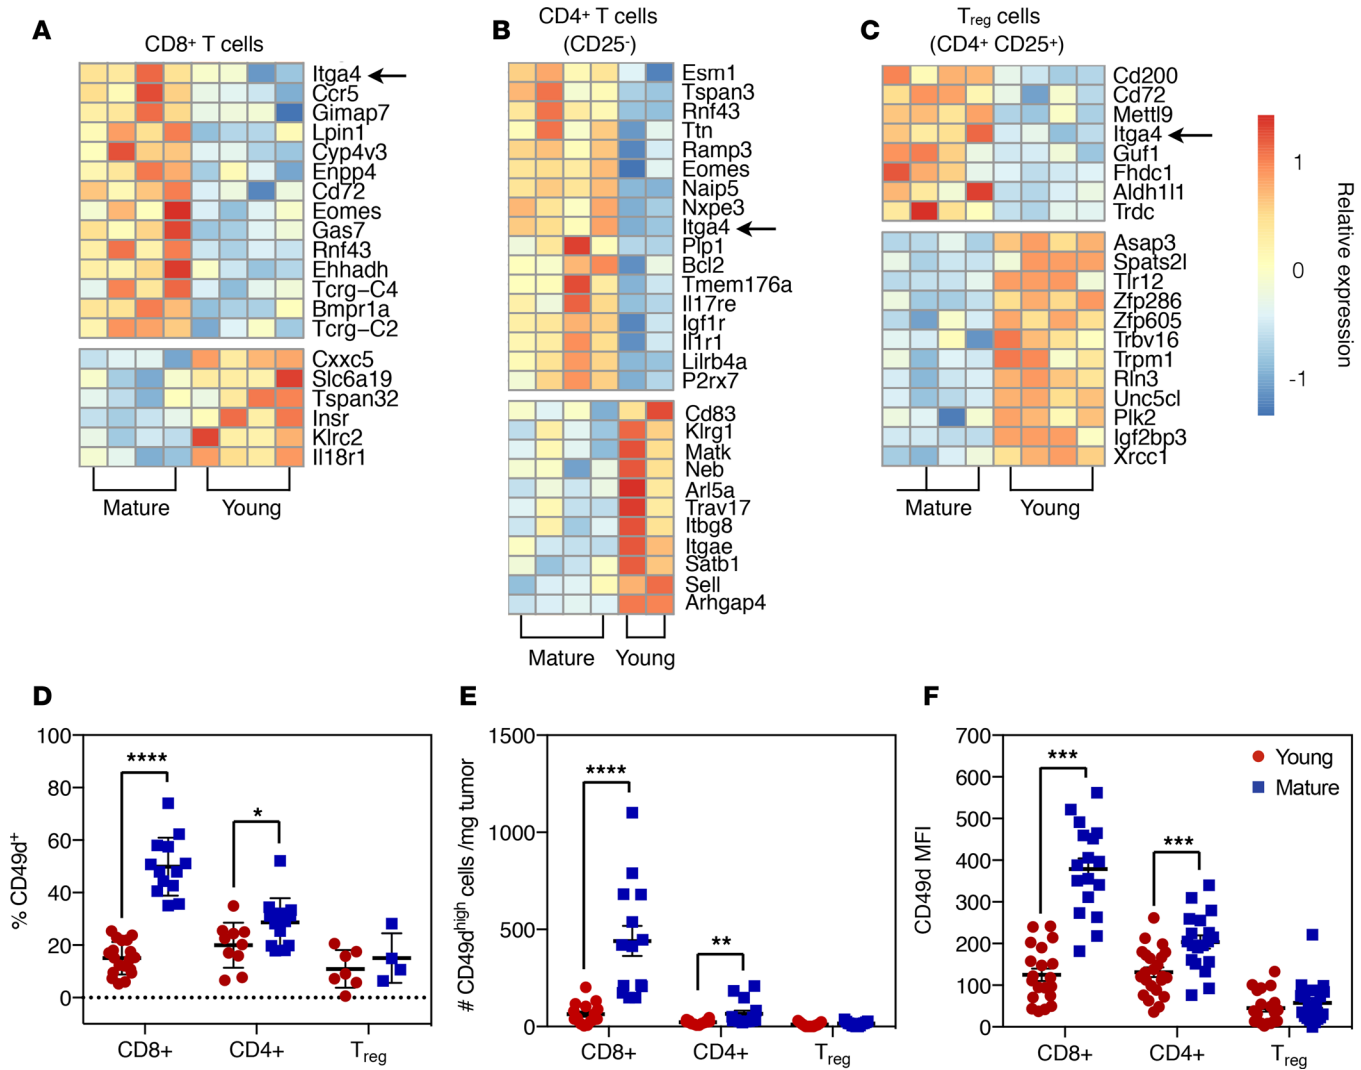 A
CD8+ T cells
Itga4
Ccr5
Gimap7
Lpin1
Cyp4v3
Enpp4
Cd72
Eomes
Gas7
Rnf43
Ehhadh
Tcrg–C4
Bmpr1a
Tcrg–C2
Cxxc5
Slc6a19
Tspan32
Insr
Klrc2
Il18r1
Mature
Young
B
CD4+ T cells
(CD25-)
Esm1
Tspan3
Rnf43
Ttn
Ramp3
Eomes
Naip5
Nxpe3
Itga4
Plp1
Bcl2
Tmem176a
Il17re
Igf1r
Il1r1
Lilrb4a
P2rx7
Cd83
Klrg1
Matk
Neb
Arl5a
Trav17
Itbg8
Itgae
Satb1
Sell
Arhgap4
Mature
Young
C
Treg cells
(CD4+ CD25+)
Cd200
Cd72
Mettl9
Itga4
Guf1
Fhdc1
Aldh1l1
Trdc
Asap3
Spats2l
Tlr12
Zfp286
Zfp605
Trbv16
Trpm1
Rln3
Unc5cl
Plk2
Igf2bp3
Xrcc1
Mature
Young
1
0
-1
Relative expression
D
% CD49d+
100
80
60
40
20
0
****
*
CD8+
CD4+
Treg
E
# CD49dhigh cells /mg tumor
1500
1000
500
0
****
**
CD8+
CD4+
Treg
F
CD49d MFI
700
600
500
400
300
200
100
0
***
***
Young
Mature
CD8+
CD4+
Treg